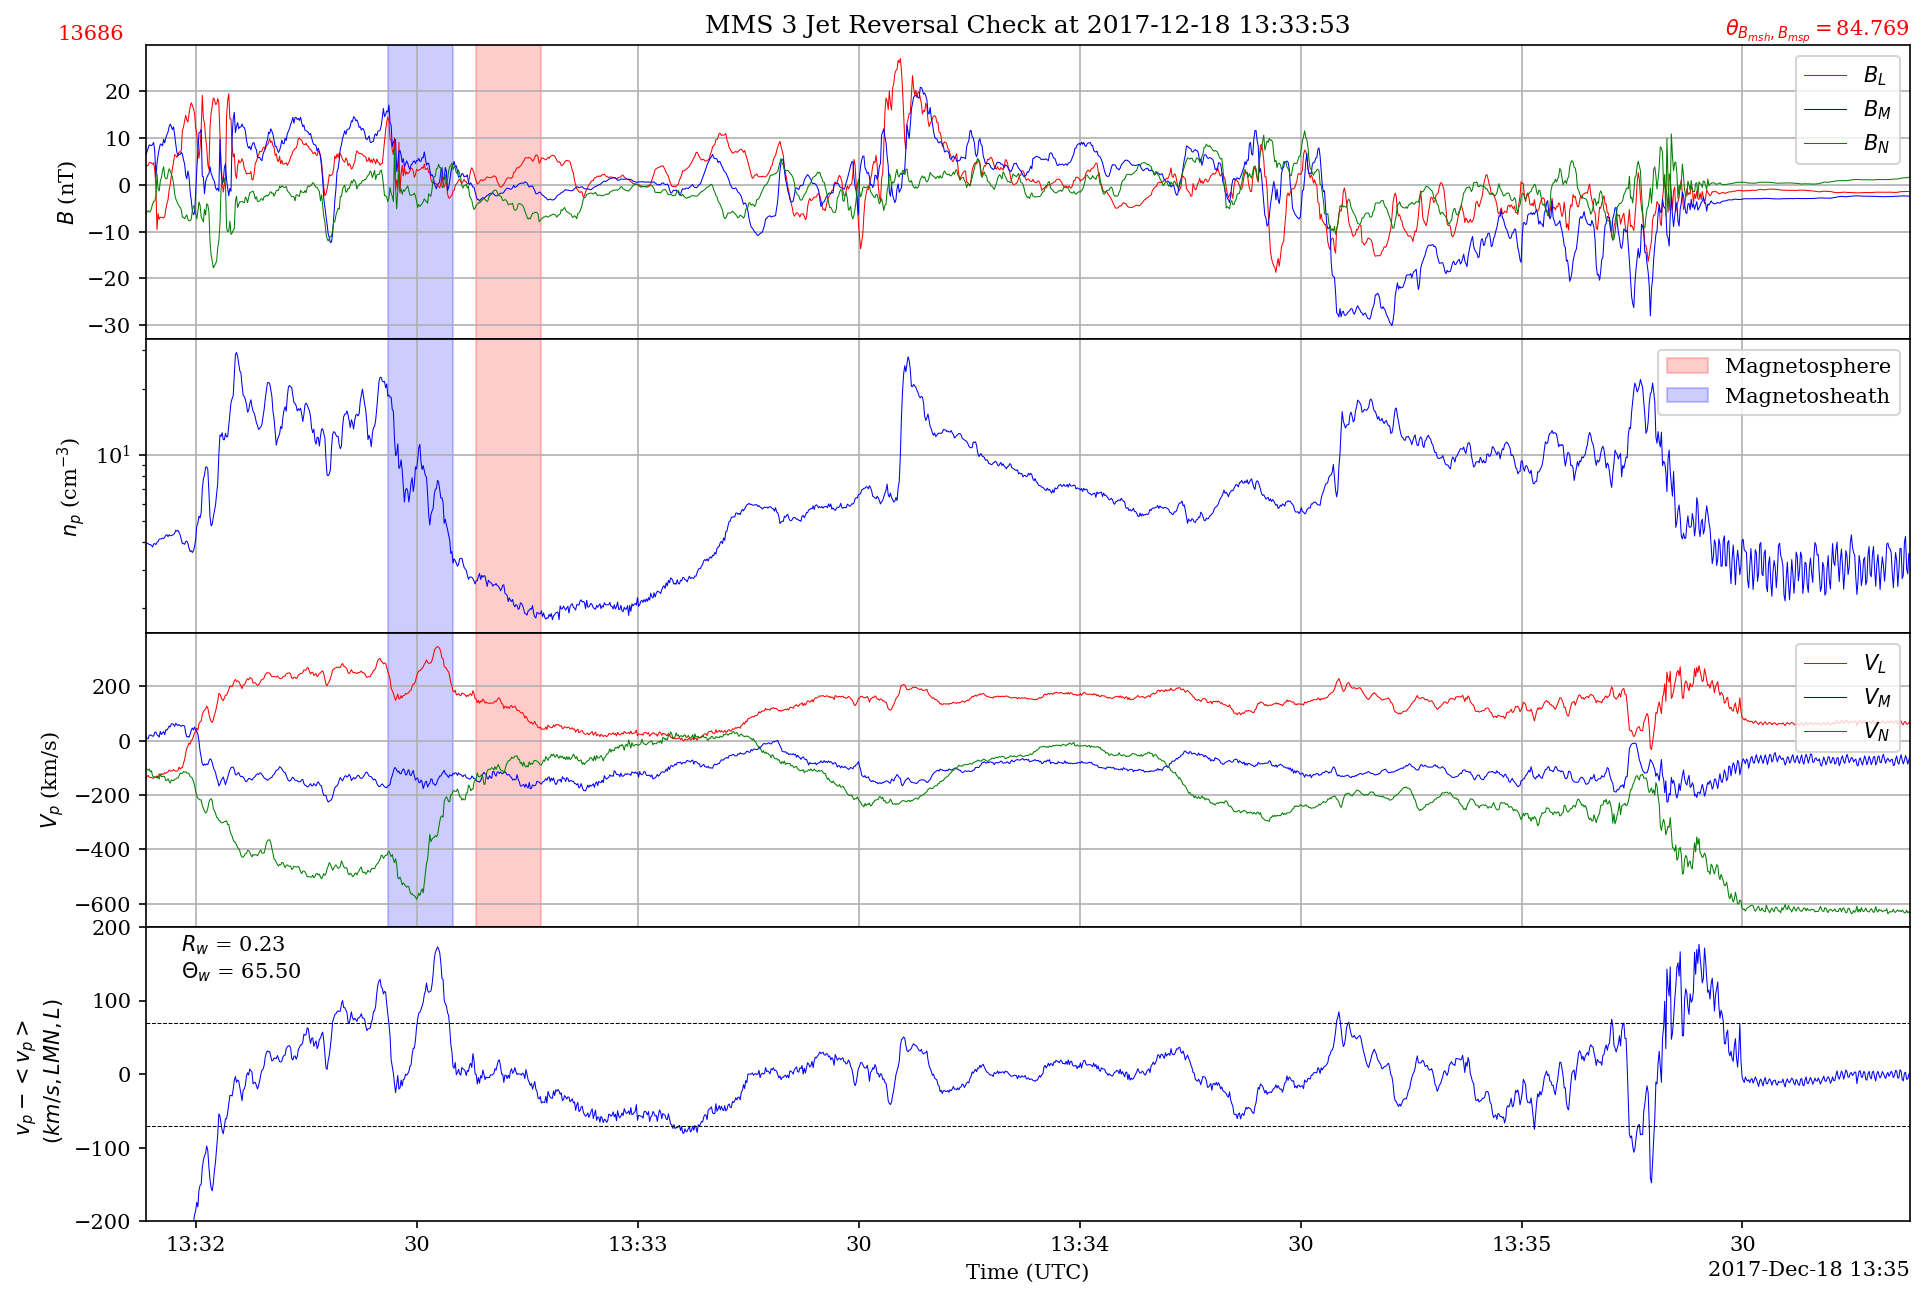 MMS 3 Jet Reversal Check at 2017-12-18 13:33:53
13686
θ_{B_{msh}, B_{msp}} = 84.769
B (nT)
20
10
0
−10
−20
−30
B_L
B_M
B_N
n_p (cm^{−3})
10^1
Magnetosphere
Magnetosheath
V_p (km/s)
200
0
−200
−400
−600
V_L
V_M
V_N
v_p − < v_p >
(km/s, LMN, L)
200
100
0
−100
−200
R_w = 0.23
Θ_w = 65.50
13:32 30 13:33 30 13:34 30 13:35 30
Time (UTC)
2017-Dec-18 13:35